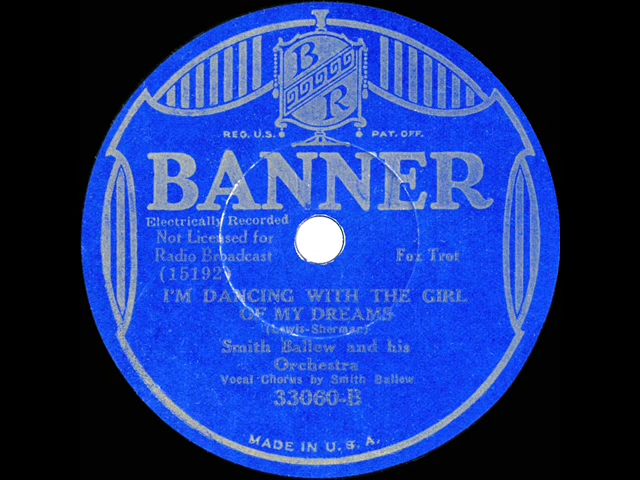 B
R
REG. U.S. PAT. OFF.
BANNER
Electrically Recorded
Not Licensed for
Radio Broadcast Fox Trot
(15192)
I'M DANCING WITH THE GIRL
OF MY DREAMS
(Lewis-Sherman)
Smith Ballew and his
Orchestra
Vocal Chorus by Smith Ballew
33060-B
MADE IN U.S.A.